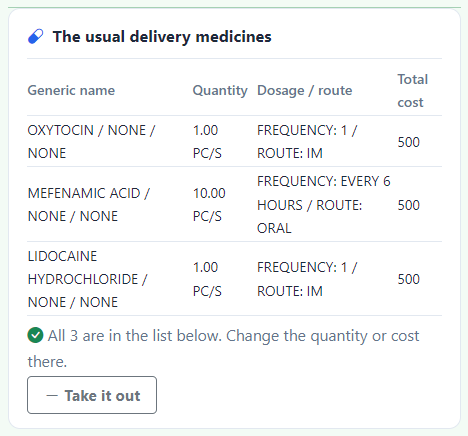 The usual delivery medicines
Generic name Quantity Dosage / route Total cost
OXYTOCIN / NONE / NONE 1.00 PC/S FREQUENCY: 1 / ROUTE: IM 500
MEFENAMIC ACID / NONE / NONE 10.00 PC/S FREQUENCY: EVERY 6 HOURS / ROUTE: ORAL 500
LIDOCAINE HYDROCHLORIDE / NONE / NONE 1.00 PC/S FREQUENCY: 1 / ROUTE: IM 500
All 3 are in the list below. Change the quantity or cost
there.
— Take it out